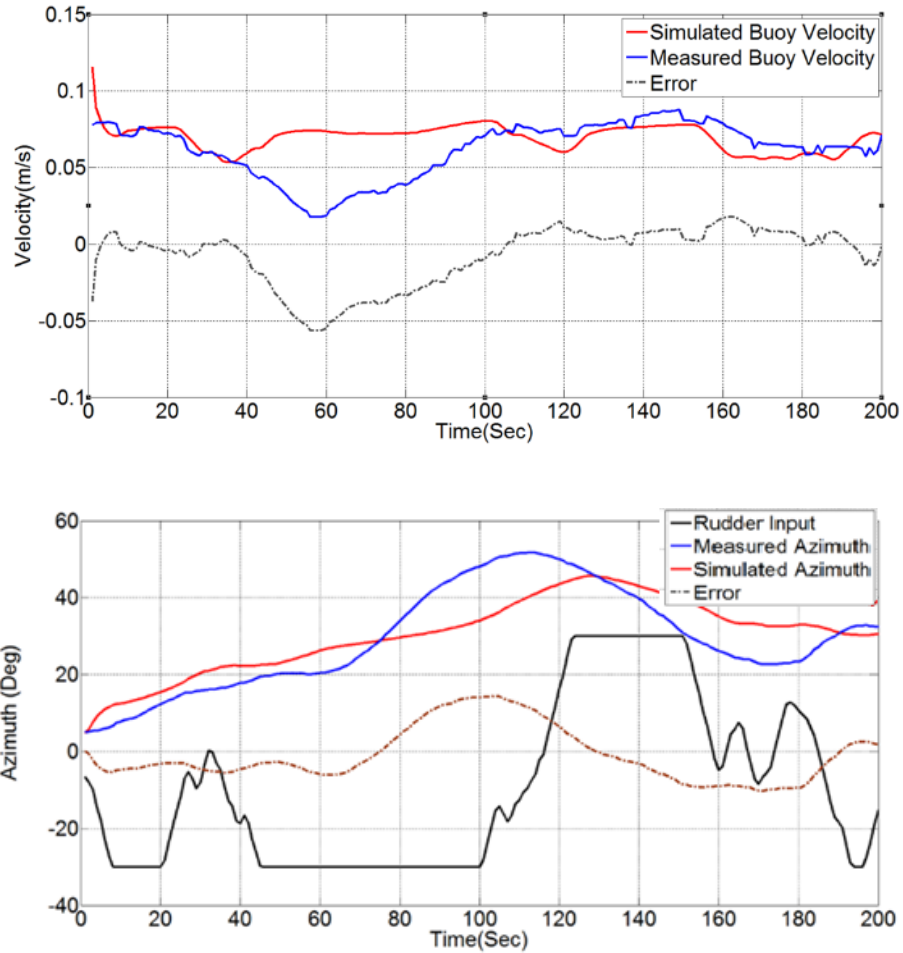 0.15
0.1
0.05
0
-0.05
-0.1
Velocity(m/s)
Simulated Buoy Velocity
Measured Buoy Velocity
Error
0 20 40 60 80 100 120 140 160 180 200
Time(Sec)
60
40
20
0
-20
-40
Azimuth (Deg)
Rudder Input
Measured Azimuth
Simulated Aziimuth
Error
0 20 40 60 80 100 120 140 160 180 200
Time(Sec)